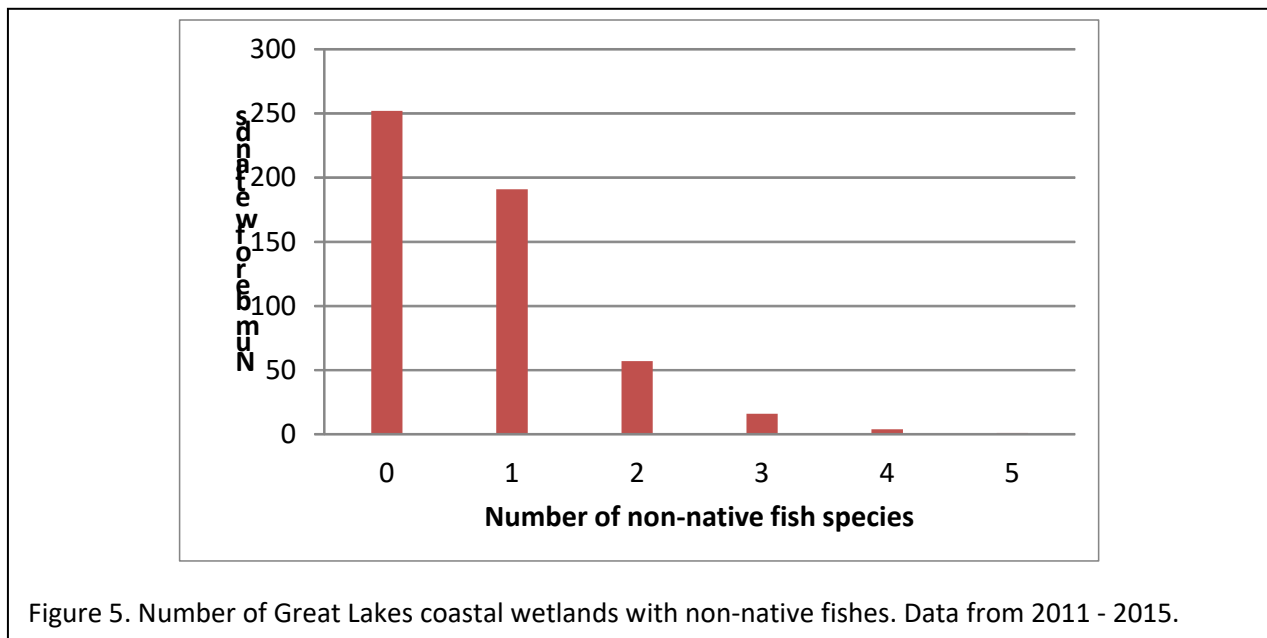 Number of wetlands
300
250
200
150
100
50
0
0 1 2 3 4 5
Number of non-native fish species
Figure 5. Number of Great Lakes coastal wetlands with non-native fishes. Data from 2011 - 2015.